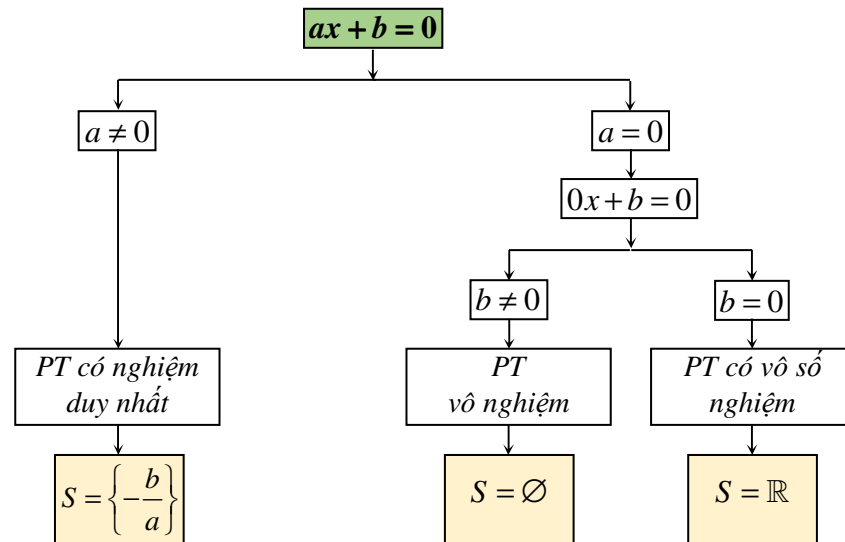 ax + b = 0
a ≠ 0
a = 0
0x + b = 0
b ≠ 0
b = 0
PT có nghiệm
duy nhất
PT
vô nghiệm
PT có vô số
nghiệm
S = {-b/a}
S = ∅
S = ℝ